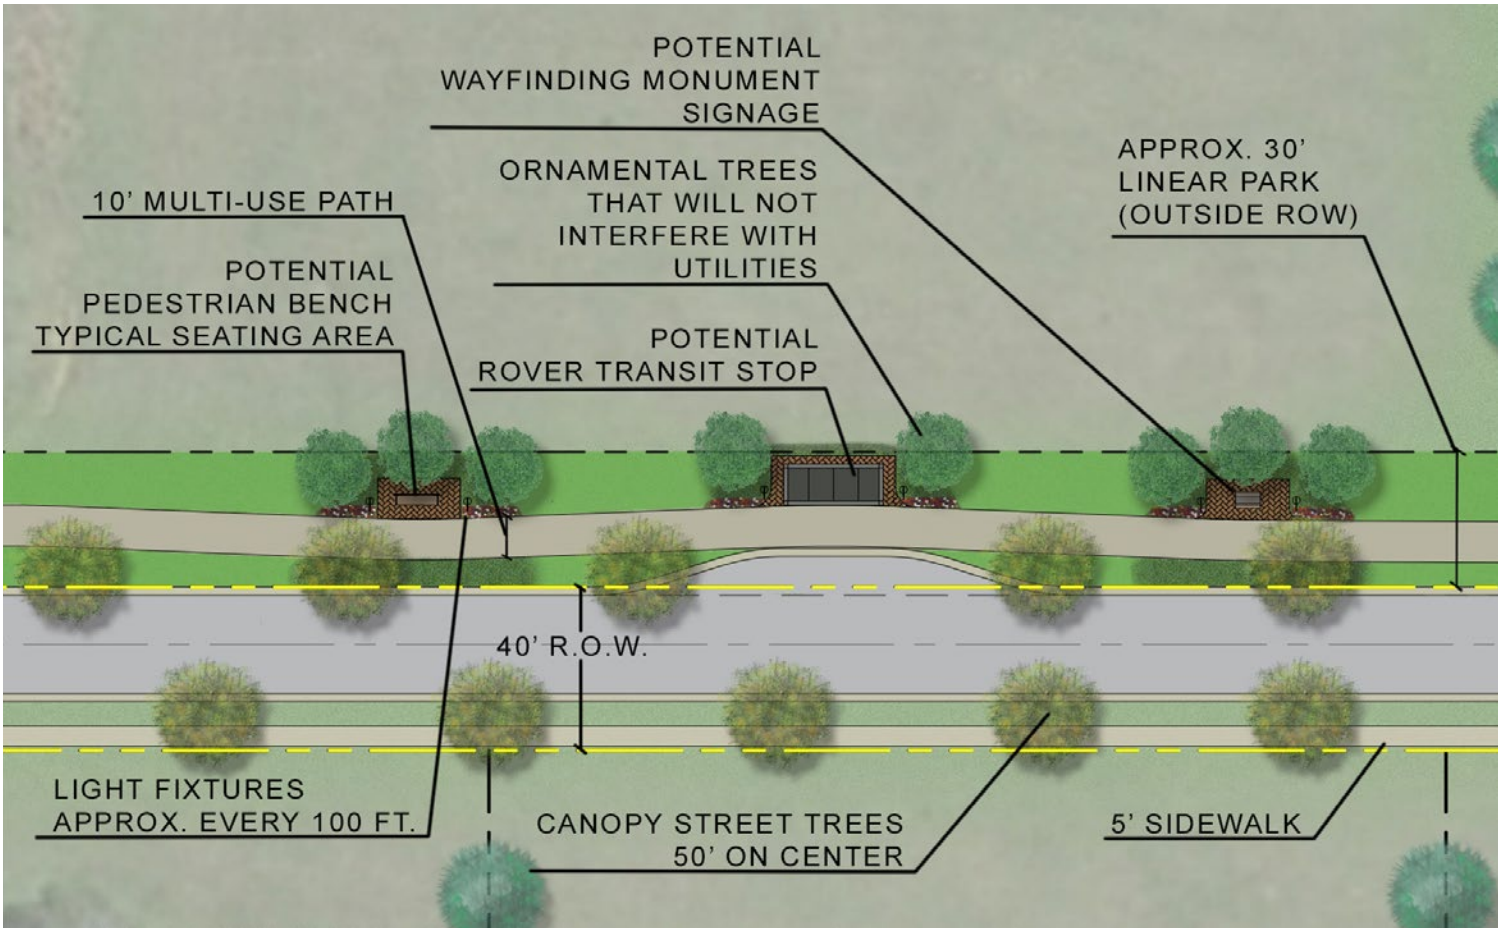 POTENTIAL
WAYFINDING MONUMENT
SIGNAGE
ORNAMENTAL TREES
THAT WILL NOT
INTERFERE WITH
UTILITIES
APPROX. 30’
LINEAR PARK
(OUTSIDE ROW)
10’ MULTI-USE PATH
POTENTIAL
PEDESTRIAN BENCH
TYPICAL SEATING AREA
POTENTIAL
ROVER TRANSIT STOP
40’ R.O.W.
LIGHT FIXTURES
APPROX. EVERY 100 FT.
CANOPY STREET TREES
50’ ON CENTER
5’ SIDEWALK